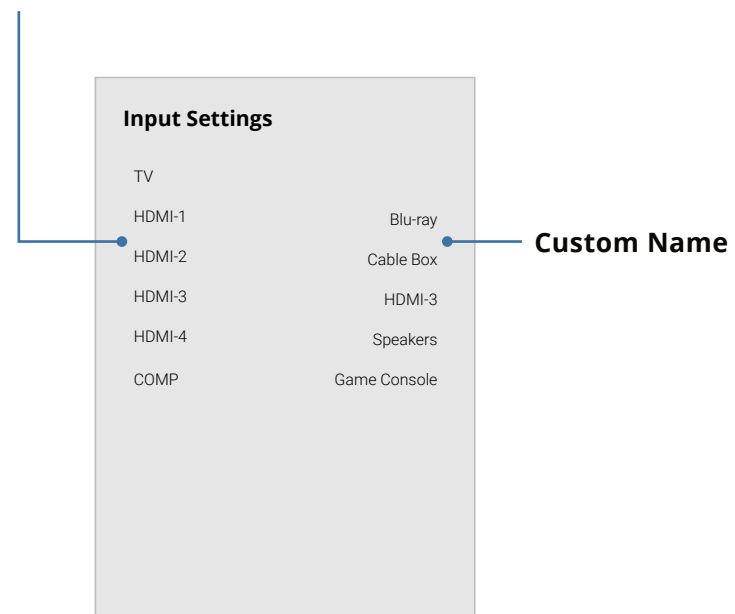 Input Settings
TV
HDMI-1 Blu-ray
HDMI-2 Cable Box
HDMI-3 HDMI-3
HDMI-4 Speakers
COMP Game Console
Custom Name